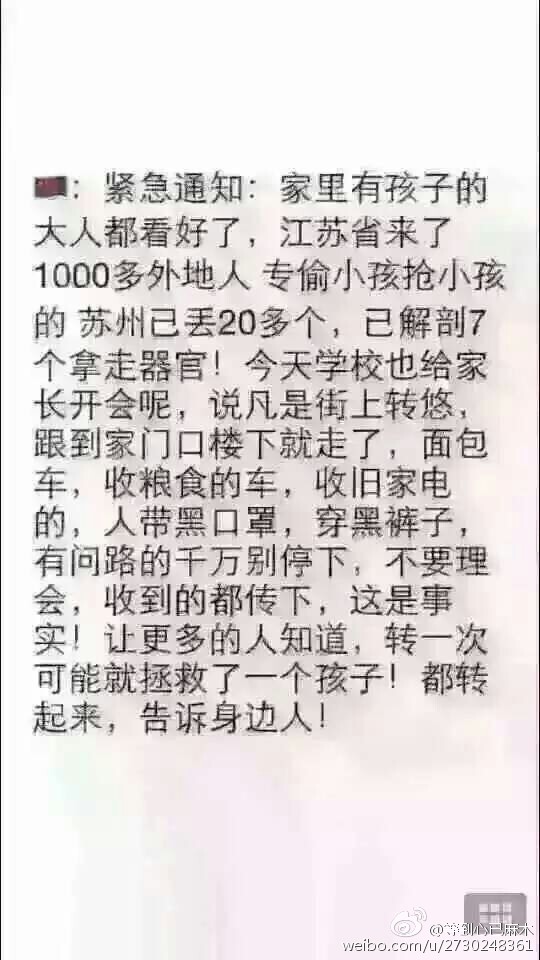 ：紧急通知：家里有孩子的
大人都看好了，江苏省来了
1000多外地人 专偷小孩抢小孩
的 苏州已丢20多个，已解剖7
个拿走器官！今天学校也给家
长开会呢，说凡是街上转悠，
跟到家门口楼下就走了，面包
车，收粮食的车，收旧家电
的，人带黑口罩，穿黑裤子，
有问路的千万别停下，不要理
会，收到的都传下，这是事
实！让更多的人知道，转一次
可能就拯救了一个孩子！都转
起来，告诉身边人！
@等到心已麻木
weibo.com/u/2730248361